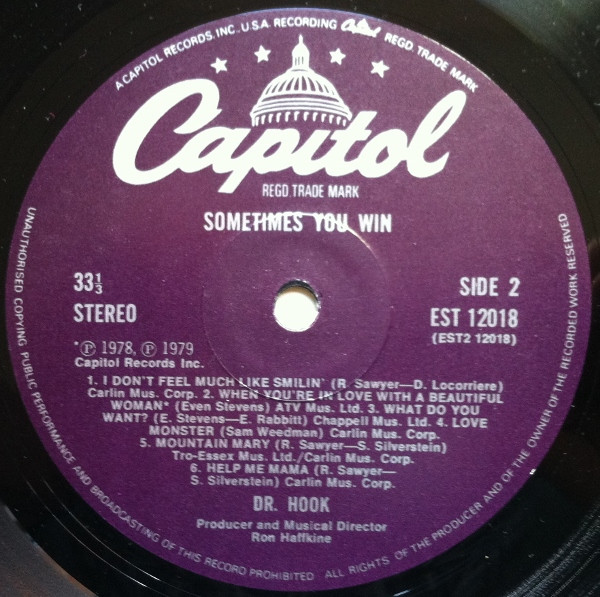 A CAPITOL RECORDS, INC., U.S.A. RECORDING Capitol REGD. TRADE MARK
Capitol
REGD. TRADE MARK
SOMETIMES YOU WIN
33⅓
STEREO
SIDE 2
EST 12018
(EST2 12018)
*℗ 1978, ℗ 1979
Capitol Records Inc.
1. I DON'T FEEL MUCH LIKE SMILIN' (R. Sawyer—D. Locorriere)
Carlin Mus. Corp. 2. WHEN YOU'RE IN LOVE WITH A BEAUTIFUL
WOMAN* (Even Stevens) ATV Mus. Ltd. 3. WHAT DO YOU
WANT? (E. Stevens—E. Rabbitt) Chappell Mus. Ltd. 4. LOVE
MONSTER (Sam Weedman) Carlin Mus. Corp.
5. MOUNTAIN MARY (R. Sawyer—S. Silverstein)
Tro-Essex Mus. Ltd./Carlin Mus. Corp.
6. HELP ME MAMA (R. Sawyer—
S. Silverstein) Carlin Mus. Corp.
DR. HOOK
Producer and Musical Director
Ron Haffkine
UNAUTHORISED COPYING PUBLIC PERFORMANCE AND BROADCASTING OF THIS RECORD PROHIBITED ALL RIGHTS OF THE PRODUCER AND OF THE OWNER OF THE RECORDED WORK RESERVED